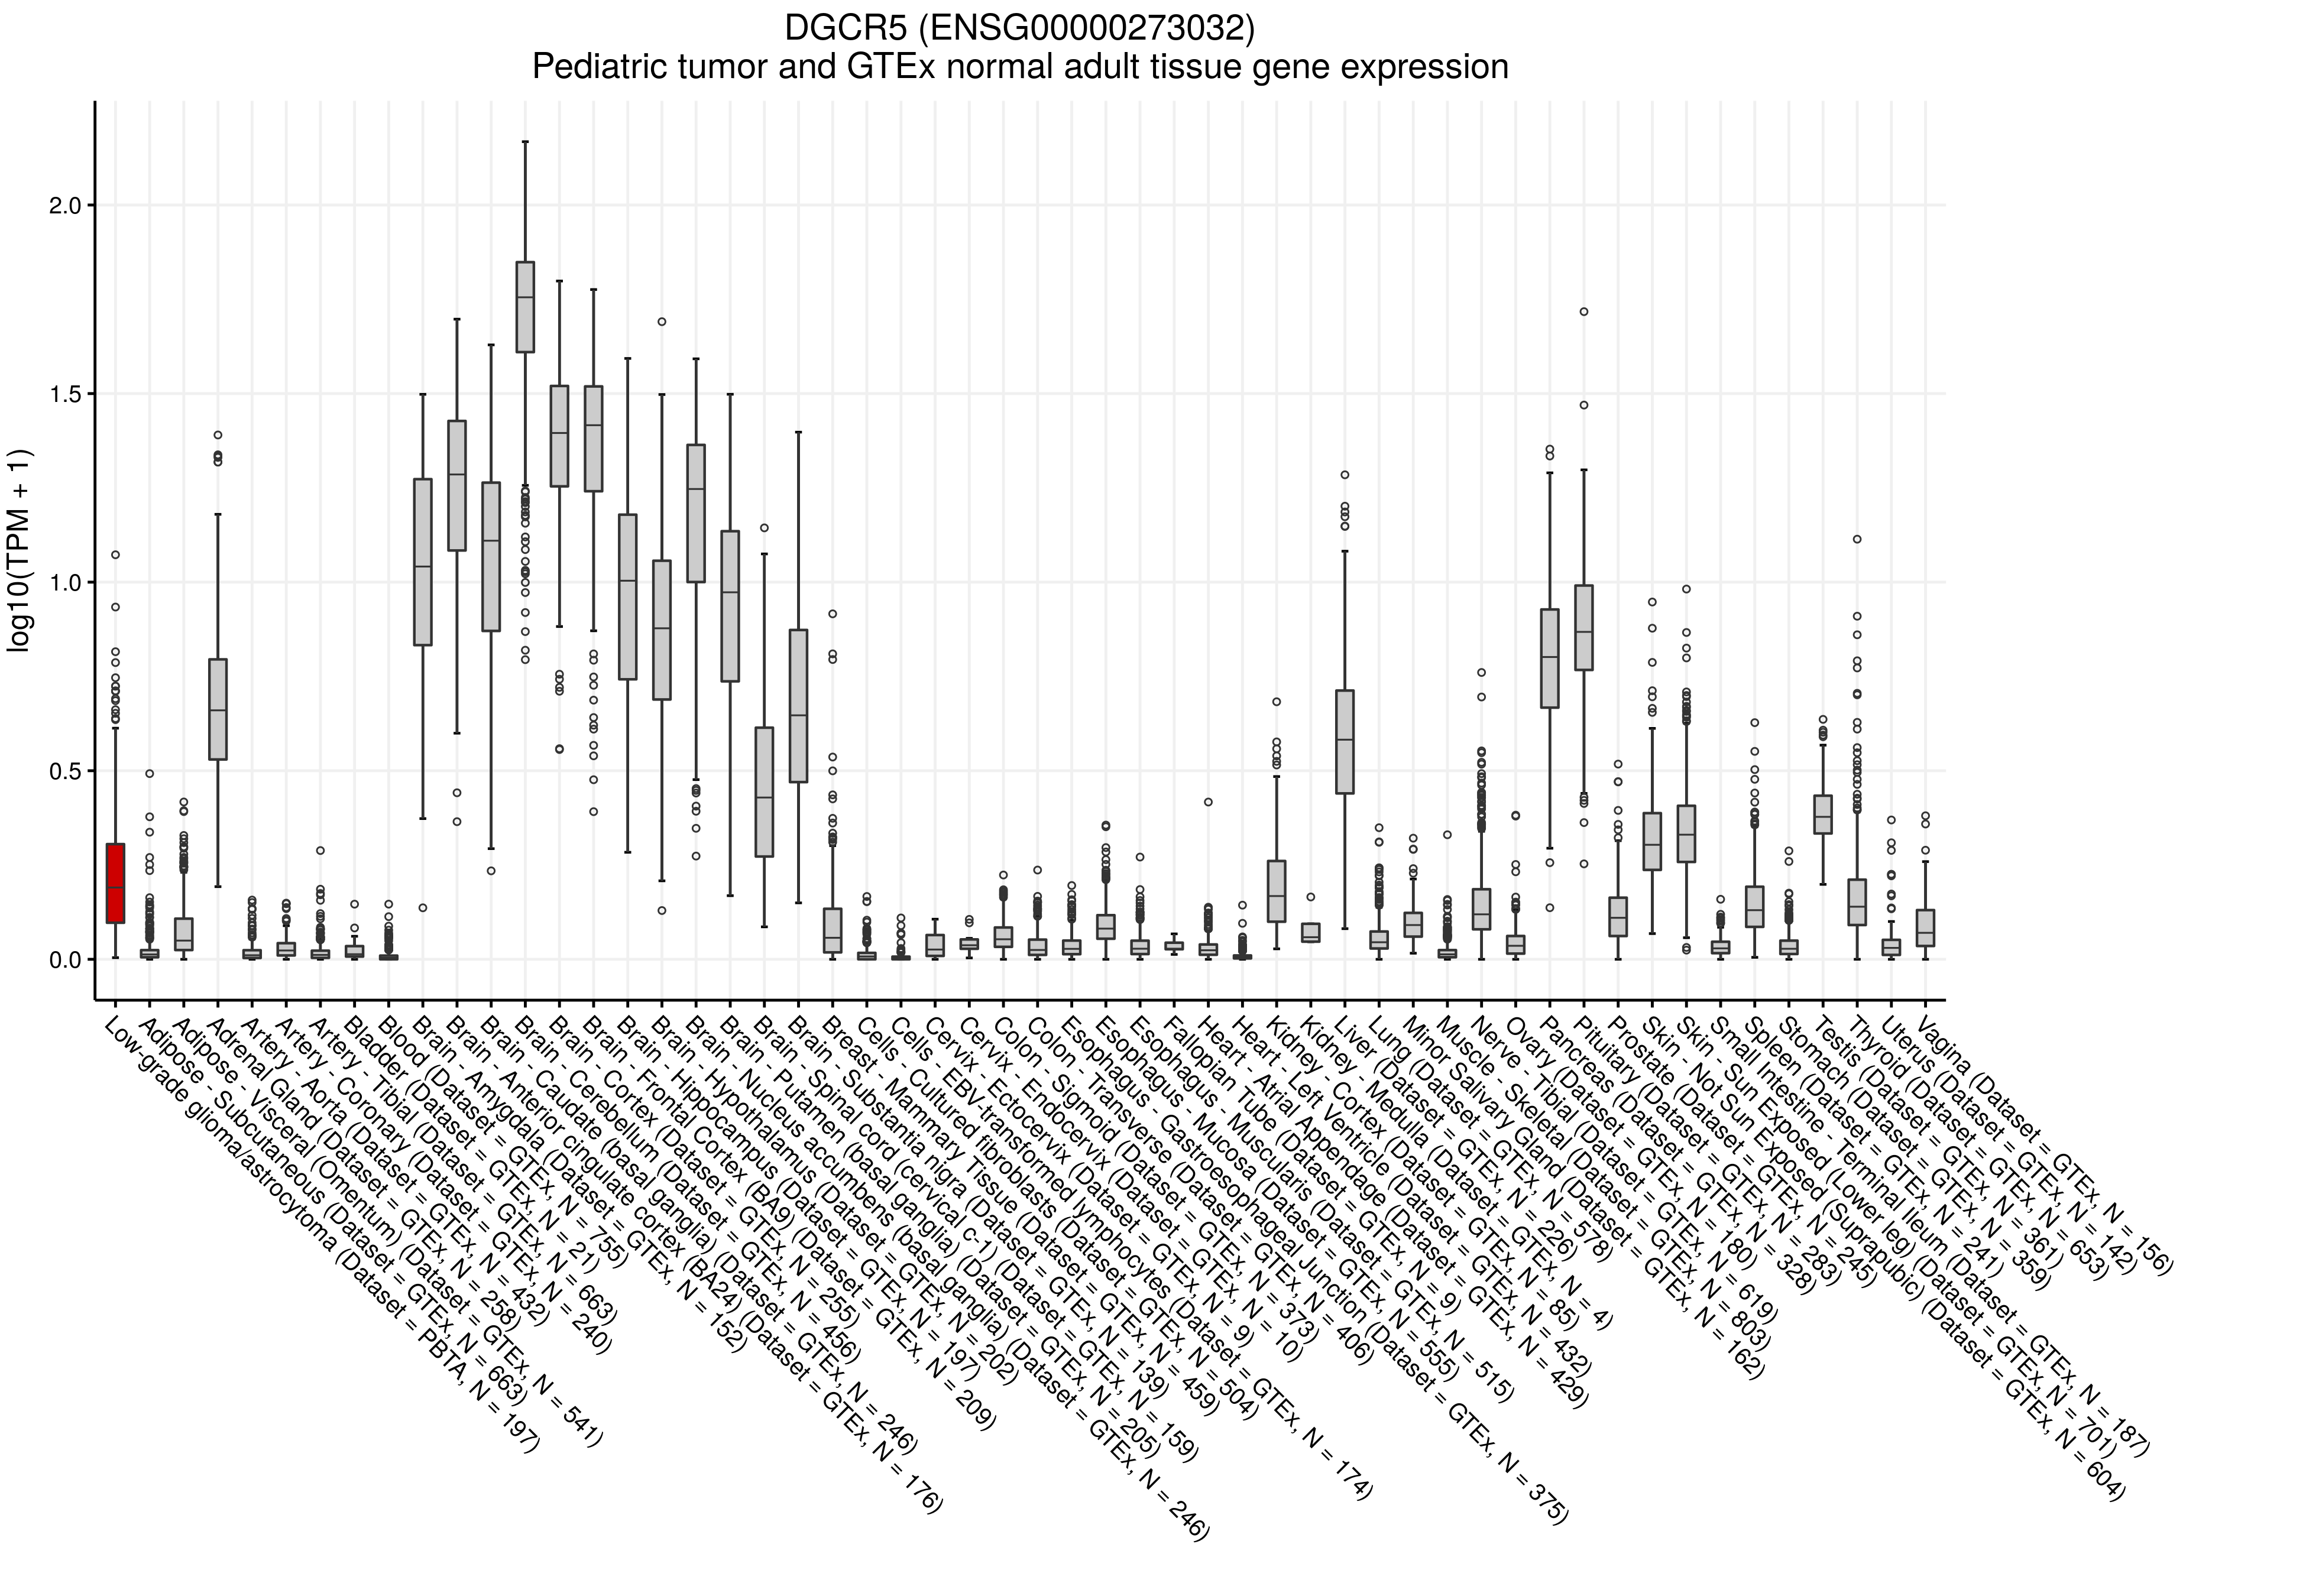 DGCR5 (ENSG00000273032)
Pediatric tumor and GTEx normal adult tissue gene expression
log10(TPM + 1)
2.0
1.5
1.0
0.5
0.0
Low-grade glioma/astrocytoma (Dataset = PBTA, N = 197)
Adipose - Subcutaneous (Dataset = GTEx, N = 663)
Adipose - Visceral (Omentum) (Dataset = GTEx, N = 541)
Adrenal Gland (Dataset = GTEx, N = 258)
Artery - Aorta (Dataset = GTEx, N = 432)
Artery - Coronary (Dataset = GTEx, N = 240)
Artery - Tibial (Dataset = GTEx, N = 663)
Bladder (Dataset = GTEx, N = 21)
Blood (Dataset = GTEx, N = 755)
Brain - Amygdala (Dataset = GTEx, N = 152)
Brain - Anterior cingulate cortex (BA24) (Dataset = GTEx, N = 176)
Brain - Caudate (basal ganglia) (Dataset = GTEx, N = 246)
Brain - Cerebellum (Dataset = GTEx, N = 456)
Brain - Cortex (Dataset = GTEx, N = 255)
Brain - Frontal Cortex (BA9) (Dataset = GTEx, N = 209)
Brain - Hippocampus (Dataset = GTEx, N = 197)
Brain - Hypothalamus (Dataset = GTEx, N = 202)
Brain - Nucleus accumbens (basal ganglia) (Dataset = GTEx, N = 246)
Brain - Putamen (basal ganglia) (Dataset = GTEx, N = 205)
Brain - Spinal cord (cervical c-1) (Dataset = GTEx, N = 159)
Brain - Substantia nigra (Dataset = GTEx, N = 139)
Breast - Mammary Tissue (Dataset = GTEx, N = 459)
Cells - Cultured fibroblasts (Dataset = GTEx, N = 504)
Cells - EBV-transformed lymphocytes (Dataset = GTEx, N = 174)
Cervix - Ectocervix (Dataset = GTEx, N = 9)
Cervix - Endocervix (Dataset = GTEx, N = 10)
Colon - Sigmoid (Dataset = GTEx, N = 373)
Colon - Transverse (Dataset = GTEx, N = 406)
Esophagus - Gastroesophageal Junction (Dataset = GTEx, N = 375)
Esophagus - Mucosa (Dataset = GTEx, N = 555)
Esophagus - Muscularis (Dataset = GTEx, N = 515)
Fallopian Tube (Dataset = GTEx, N = 9)
Heart - Atrial Appendage (Dataset = GTEx, N = 429)
Heart - Left Ventricle (Dataset = GTEx, N = 432)
Kidney - Cortex (Dataset = GTEx, N = 85)
Kidney - Medulla (Dataset = GTEx, N = 4)
Liver (Dataset = GTEx, N = 226)
Lung (Dataset = GTEx, N = 578)
Minor Salivary Gland (Dataset = GTEx, N = 162)
Muscle - Skeletal (Dataset = GTEx, N = 803)
Nerve - Tibial (Dataset = GTEx, N = 619)
Ovary (Dataset = GTEx, N = 180)
Pancreas (Dataset = GTEx, N = 328)
Pituitary (Dataset = GTEx, N = 283)
Prostate (Dataset = GTEx, N = 245)
Skin - Not Sun Exposed (Suprapubic) (Dataset = GTEx, N = 604)
Skin - Sun Exposed (Lower leg) (Dataset = GTEx, N = 701)
Small Intestine - Terminal Ileum (Dataset = GTEx, N = 187)
Spleen (Dataset = GTEx, N = 241)
Stomach (Dataset = GTEx, N = 359)
Testis (Dataset = GTEx, N = 361)
Thyroid (Dataset = GTEx, N = 653)
Uterus (Dataset = GTEx, N = 142)
Vagina (Dataset = GTEx, N = 156)